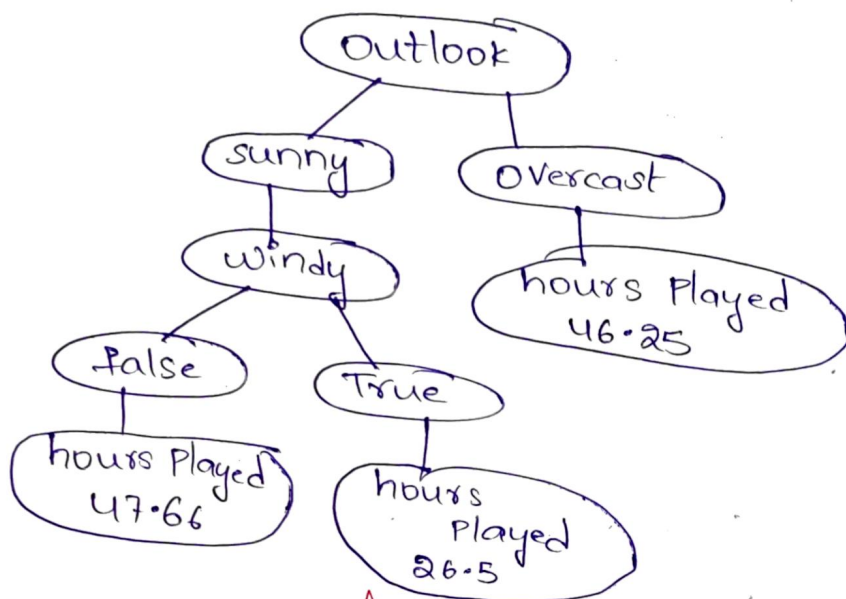 Outlook
sunny
Overcast
windy
hours Played
46.25
false
True
hours Played
47.66
hours
Played
26.5